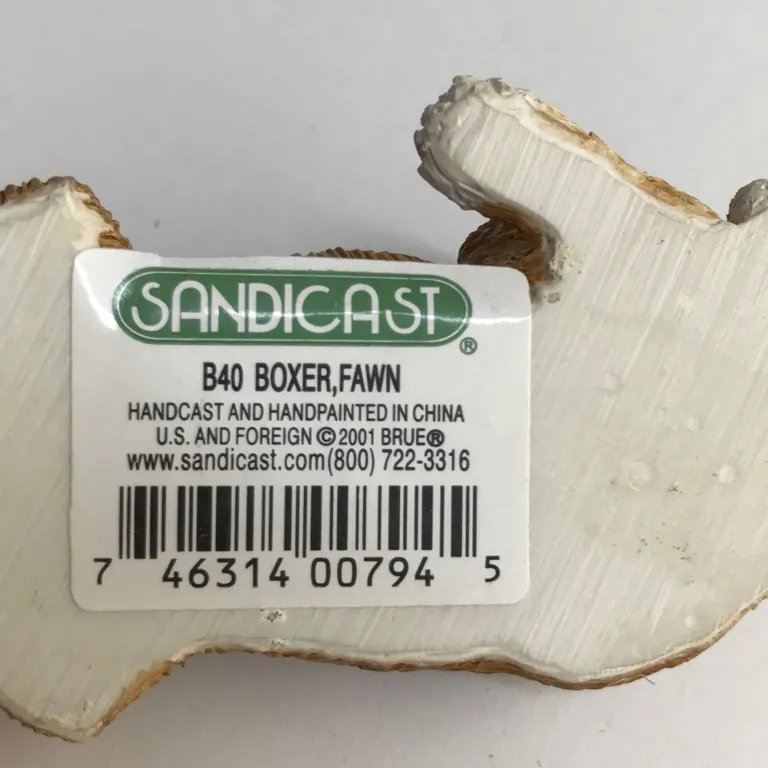 SANDICAST
®
B40 BOXER,FAWN
HANDCAST AND HANDPAINTED IN CHINA
U.S. AND FOREIGN © 2001 BRUE®
www.sandicast.com(800) 722-3316
7 46314 00794 5